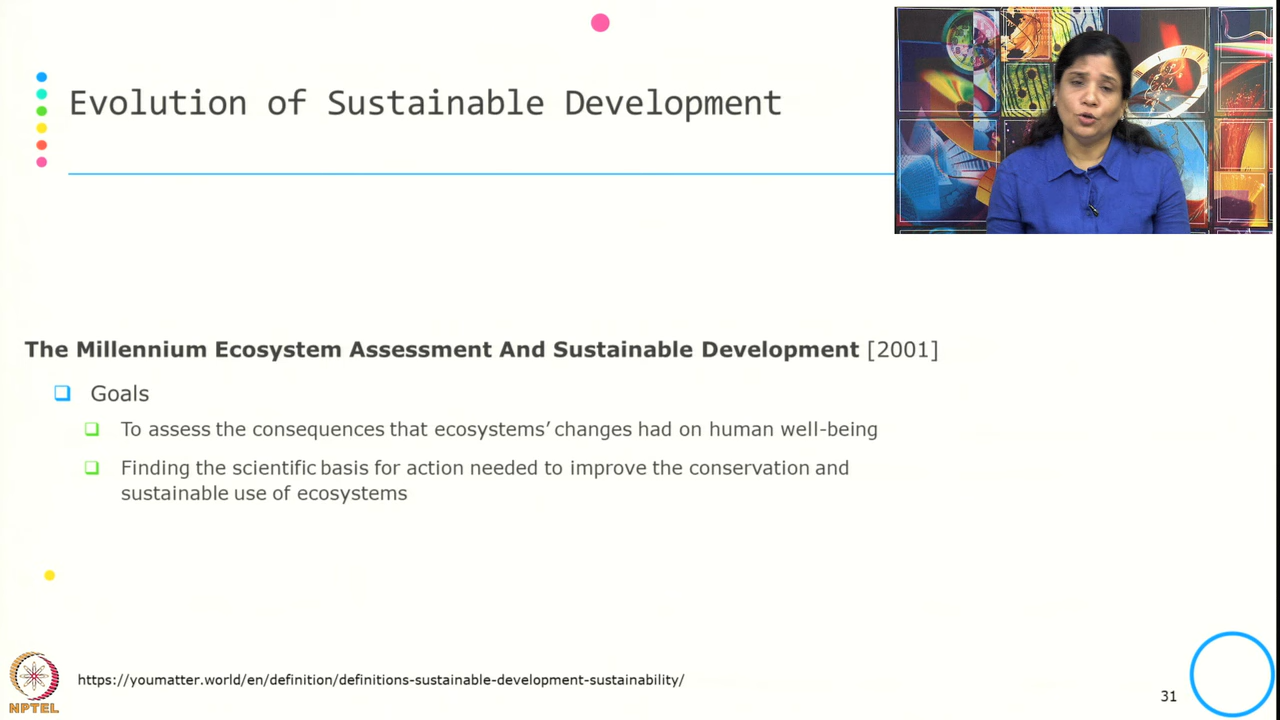 Evolution of Sustainable Development
The Millennium Ecosystem Assessment And Sustainable Development [2001]
Goals
To assess the consequences that ecosystems’ changes had on human well-being
Finding the scientific basis for action needed to improve the conservation and
sustainable use of ecosystems
https://youmatter.world/en/definition/definitions-sustainable-development-sustainability/
31
NPTEL